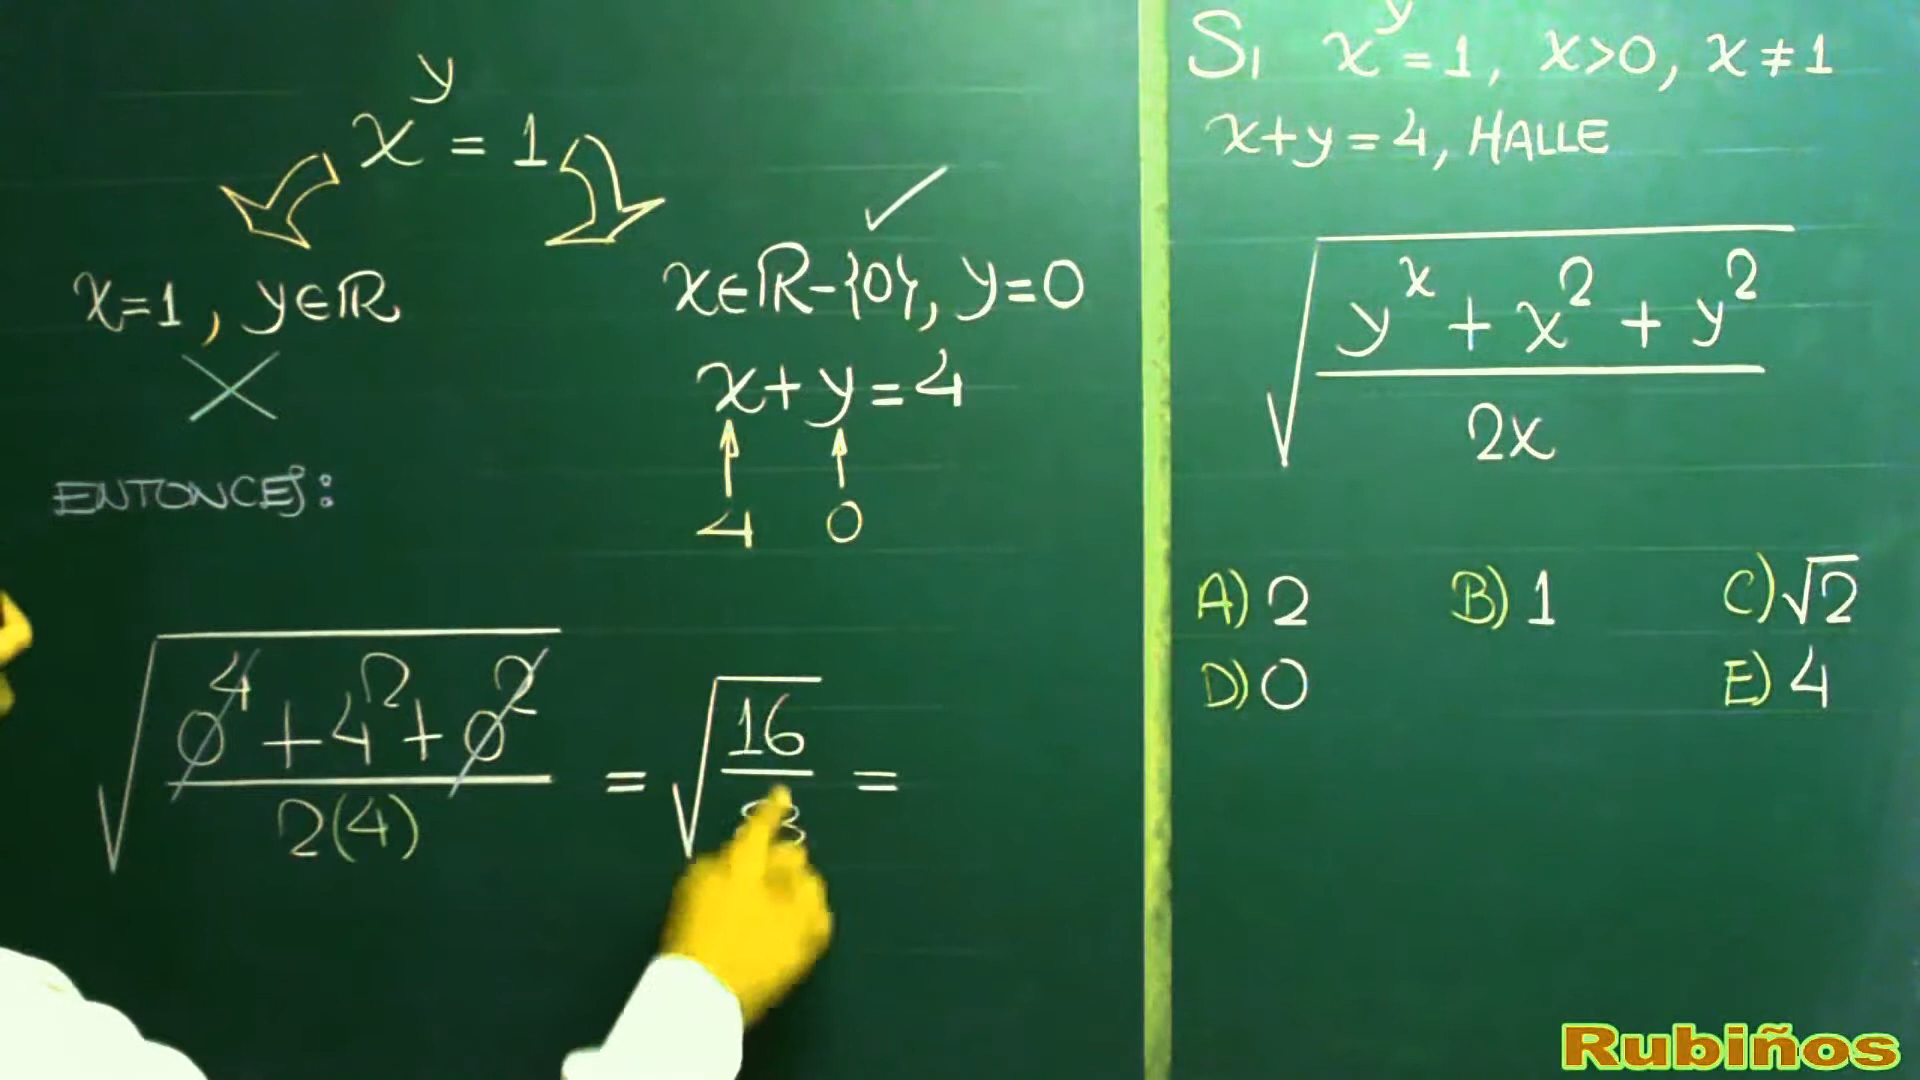 x^y = 1
x=1, y∈ℝ
x∈ℝ-{0}, y=0
x+y=4
4 0
ENTONCES:
√((0^4+4^2+0^2)/(2(4))) = √(16/8) =
Si x^y=1, x>0, x≠1
x+y=4, HALLE
√((y^x+x^2+y^2)/(2x))
A) 2 B) 1 C) √2
D) 0 E) 4
Rubiños